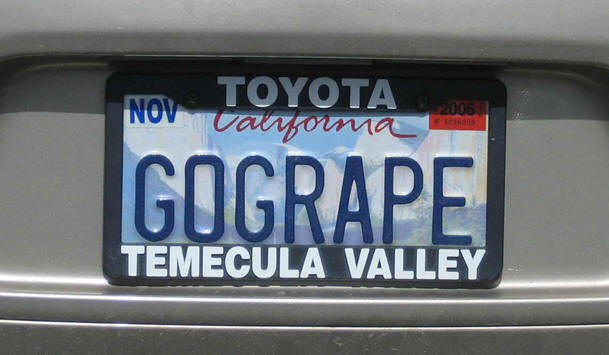 TOYOTA
NOV California 2006
GOGRAPE
TEMECULA VALLEY